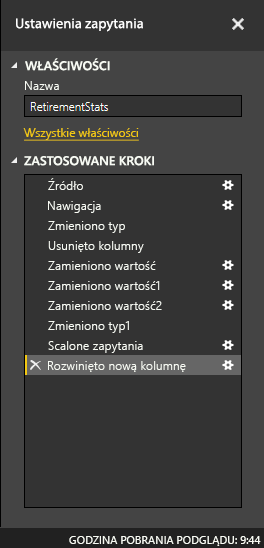 Ustawienia zapytania
WŁAŚCIWOŚCI
Nazwa
RetirementStats
Wszystkie właściwości
ZASTOSOWANE KROKI
Źródło
Nawigacja
Zmieniono typ
Usunięto kolumny
Zamieniono wartość
Zamieniono wartość1
Zamieniono wartość2
Zmieniono typ1
Scalone zapytania
Rozwinięto nową kolumnę
GODZINA POBRANIA PODGLĄDU: 9:44